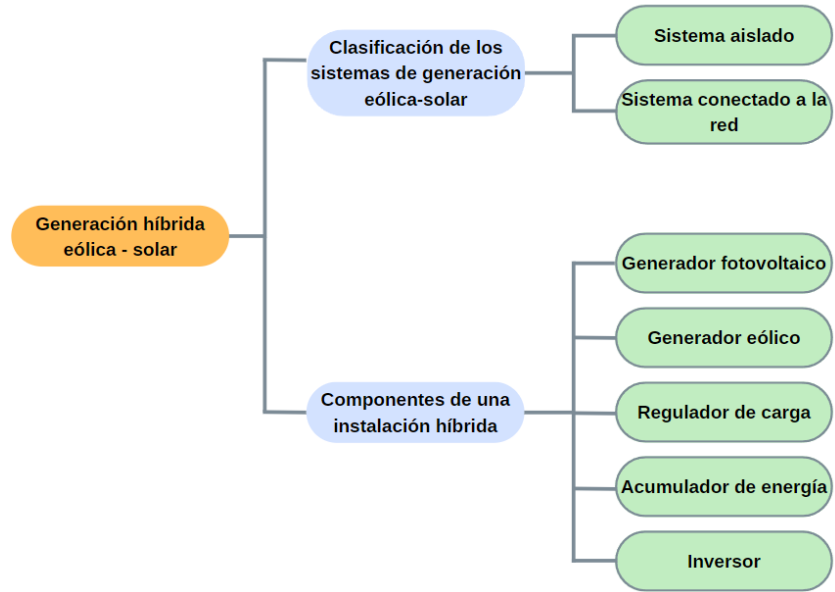 Generación híbrida
eólica - solar
Clasificación de los
sistemas de generación
eólica-solar
Sistema aislado
Sistema conectado a la
red
Componentes de una
instalación híbrida
Generador fotovoltaico
Generador eólico
Regulador de carga
Acumulador de energía
Inversor